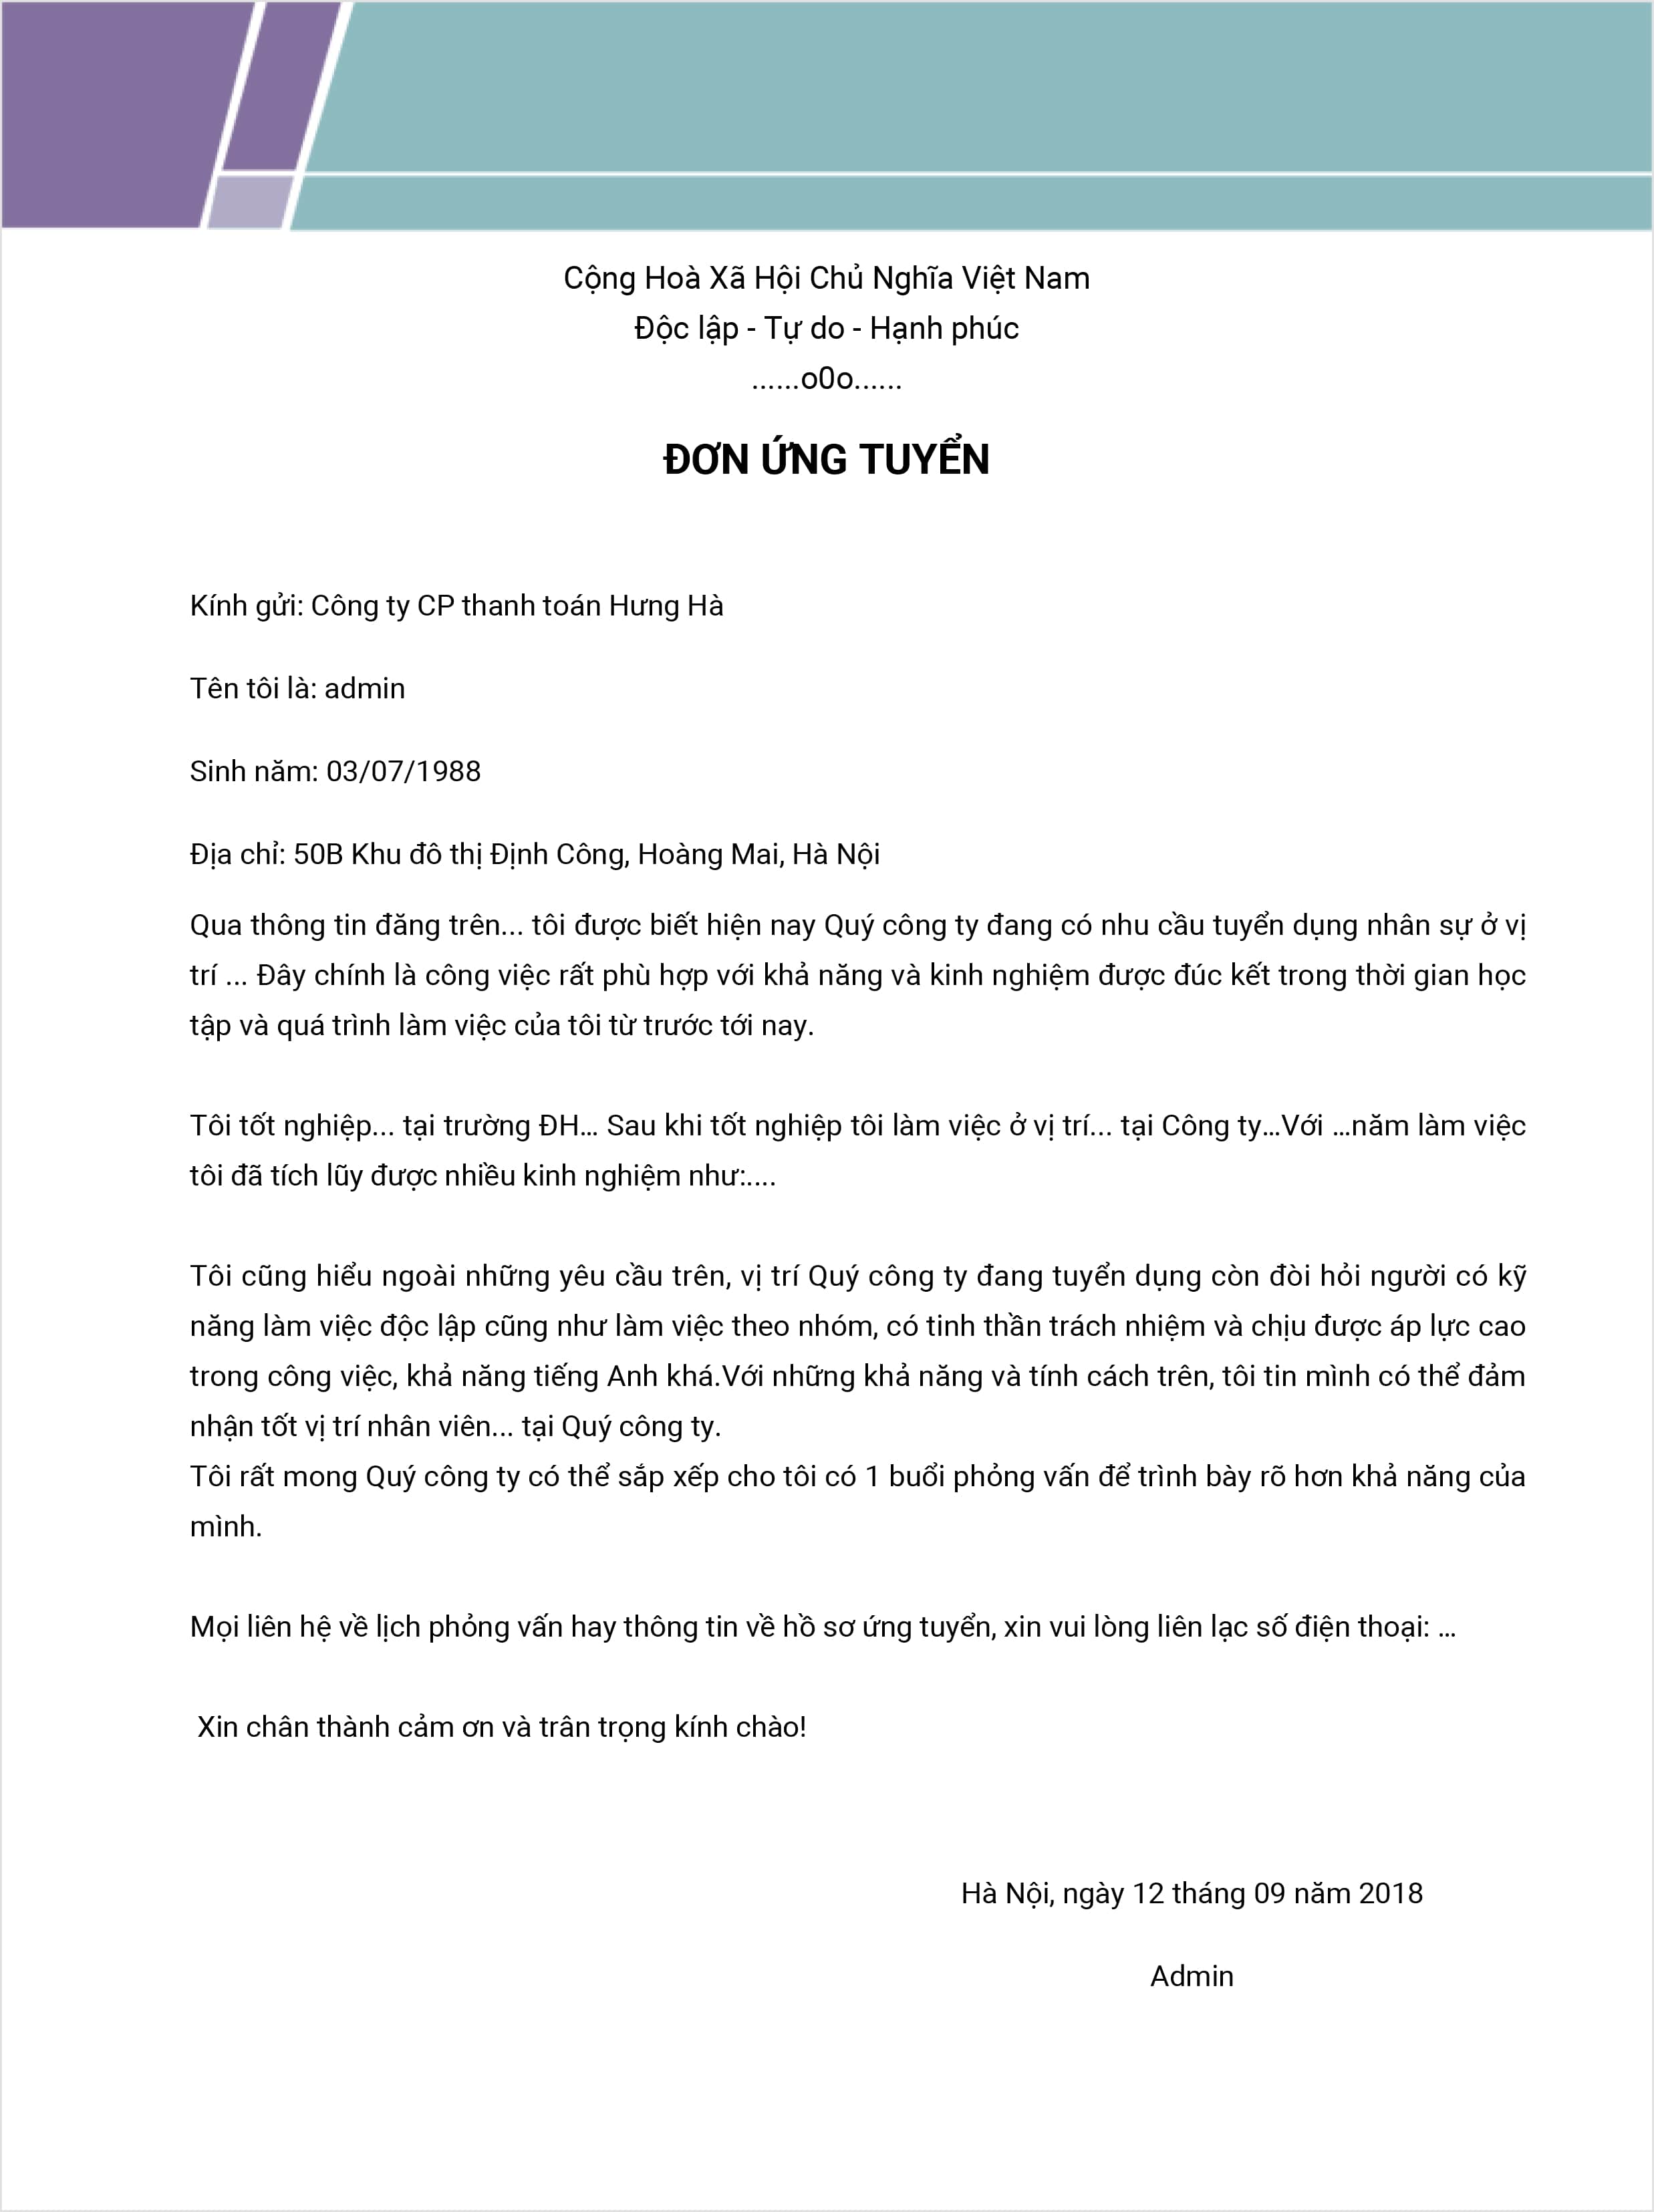 Cộng Hoà Xã Hội Chủ Nghĩa Việt Nam
Độc lập - Tự do - Hạnh phúc
......o0o......
ĐƠN ỨNG TUYỂN
Kính gửi: Công ty CP thanh toán Hưng Hà
Tên tôi là: admin
Sinh năm: 03/07/1988
Địa chỉ: 50B Khu đô thị Định Công, Hoàng Mai, Hà Nội
Qua thông tin đăng trên... tôi được biết hiện nay Quý công ty đang có nhu cầu tuyển dụng nhân sự ở vị
trí ... Đây chính là công việc rất phù hợp với khả năng và kinh nghiệm được đúc kết trong thời gian học
tập và quá trình làm việc của tôi từ trước tới nay.
Tôi tốt nghiệp... tại trường ĐH… Sau khi tốt nghiệp tôi làm việc ở vị trí... tại Công ty…Với …năm làm việc
tôi đã tích lũy được nhiều kinh nghiệm như:....
Tôi cũng hiểu ngoài những yêu cầu trên, vị trí Quý công ty đang tuyển dụng còn đòi hỏi người có kỹ
năng làm việc độc lập cũng như làm việc theo nhóm, có tinh thần trách nhiệm và chịu được áp lực cao
trong công việc, khả năng tiếng Anh khá.Với những khả năng và tính cách trên, tôi tin mình có thể đảm
nhận tốt vị trí nhân viên... tại Quý công ty.
Tôi rất mong Quý công ty có thể sắp xếp cho tôi có 1 buổi phỏng vấn để trình bày rõ hơn khả năng của
mình.
Mọi liên hệ về lịch phỏng vấn hay thông tin về hồ sơ ứng tuyển, xin vui lòng liên lạc số điện thoại: …
Xin chân thành cảm ơn và trân trọng kính chào!
Hà Nội, ngày 12 tháng 09 năm 2018
Admin